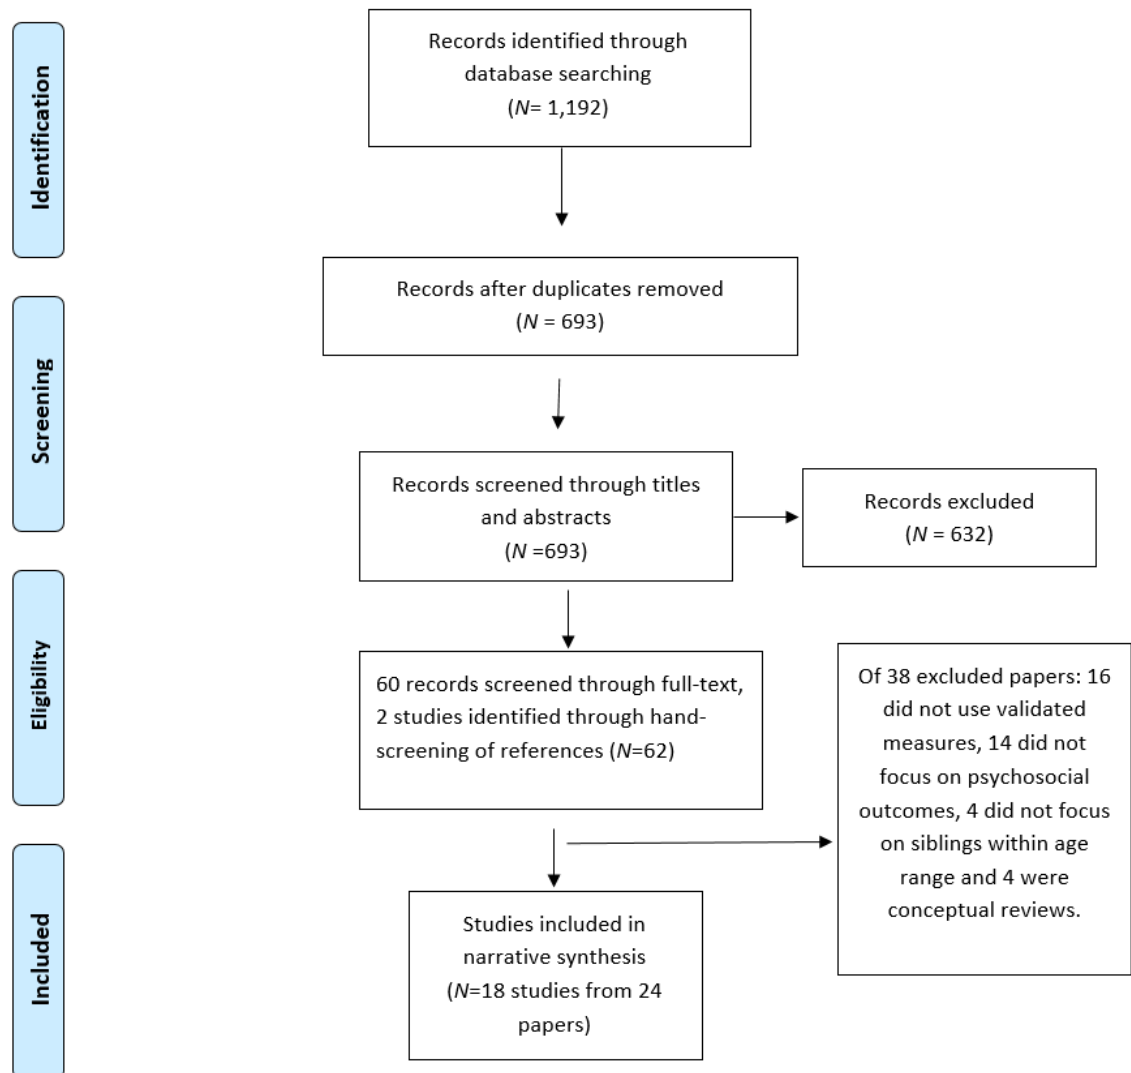 Identification
Records identified through
database searching
(N= 1,192)
Records after duplicates removed
(N = 693)
Screening
Records screened through titles
and abstracts
(N =693)
Records excluded
(N = 632)
Eligibility
60 records screened through full-text,
2 studies identified through hand-
screening of references (N=62)
Of 38 excluded papers: 16
did not use validated
measures, 14 did not
focus on psychosocial
outcomes, 4 did not focus
on siblings within age
range and 4 were
conceptual reviews.
Included
Studies included in
narrative synthesis
(N=18 studies from 24
papers)